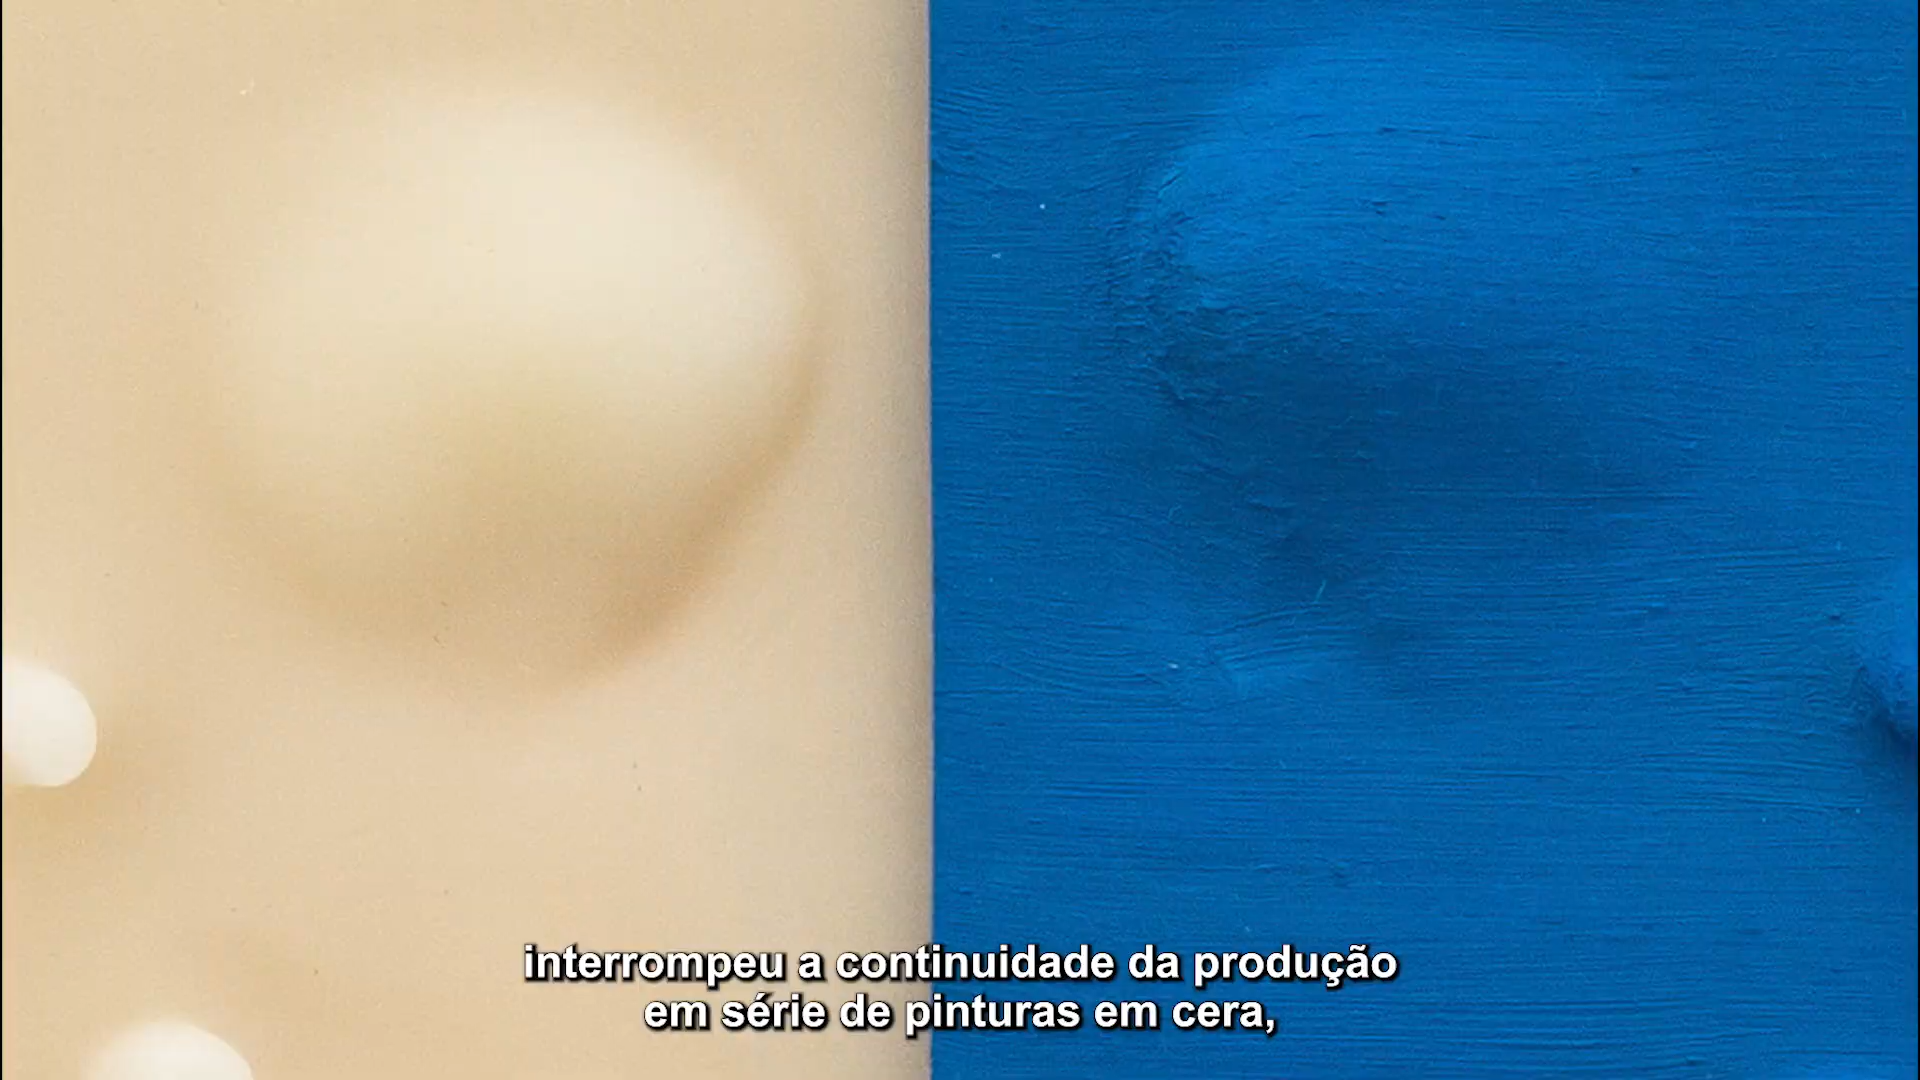 interrompeu a continuidade da produção
em série de pinturas em cera,